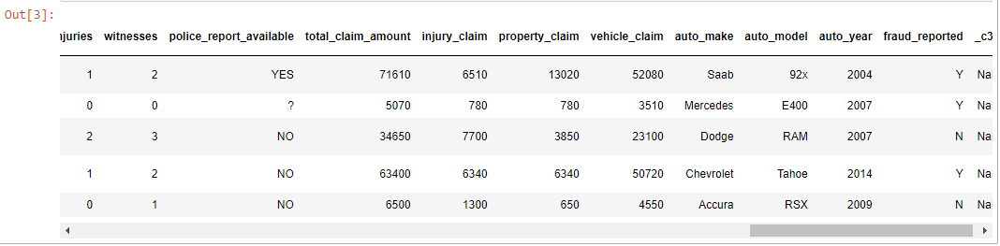 Out[3]:
njuries witnesses police_report_available total_claim_amount injury_claim property_claim vehicle_claim auto_make auto_model auto_year fraud_reported _c3
1 2 YES 71610 6510 13020 52080 Saab 92x 2004 Y Na
0 0 ? 5070 780 780 3510 Mercedes E400 2007 Y Na
2 3 NO 34650 7700 3850 23100 Dodge RAM 2007 N Na
1 2 NO 63400 6340 6340 50720 Chevrolet Tahoe 2014 Y Na
0 1 NO 6500 1300 650 4550 Accura RSX 2009 N Na